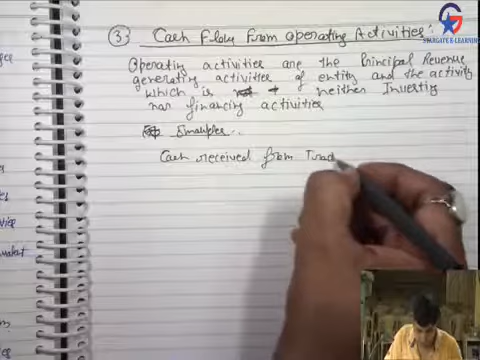 ③ Cash Flow From Operating Activities :
STARGATE E-LEARNING
Operating activities are the Principal Revenue
generating activities of entity and the activity
which is neither Investing
nor financing activities
Examples :
Cash received from Trad